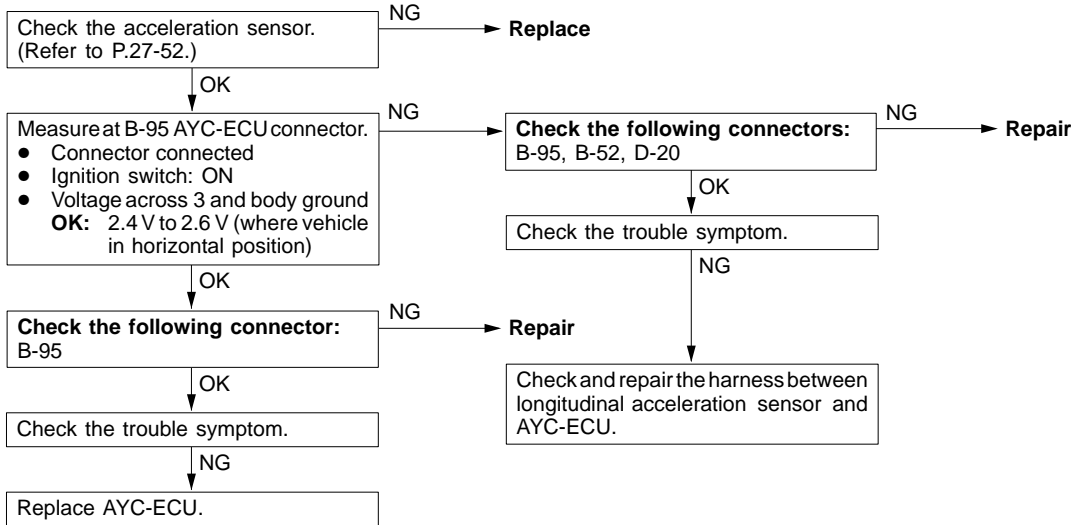 Check the acceleration sensor.
(Refer to P.27-52.)
NG
Replace
OK
Measure at B-95 AYC-ECU connector.
● Connector connected
● Ignition switch: ON
● Voltage across 3 and body ground
OK: 2.4 V to 2.6 V (where vehicle
in horizontal position)
NG
Check the following connectors:
B-95, B-52, D-20
NG
Repair
OK
Check the trouble symptom.
NG
Check and repair the harness between
longitudinal acceleration sensor and
AYC-ECU.
OK
Check the following connector:
B-95
NG
Repair
OK
Check the trouble symptom.
NG
Replace AYC-ECU.